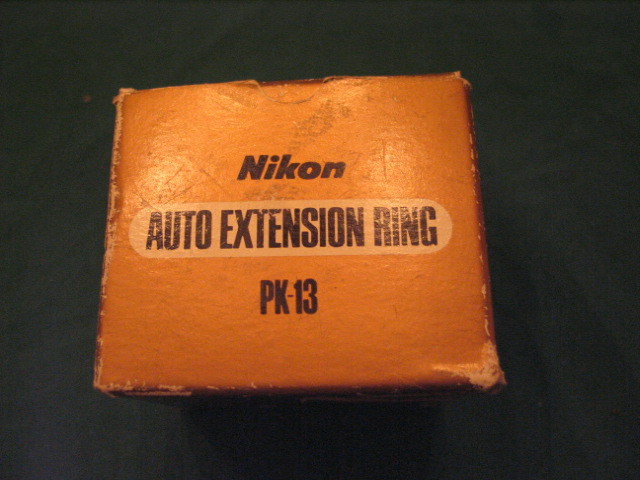 Nikon
AUTO EXTENSION RING
PK-13